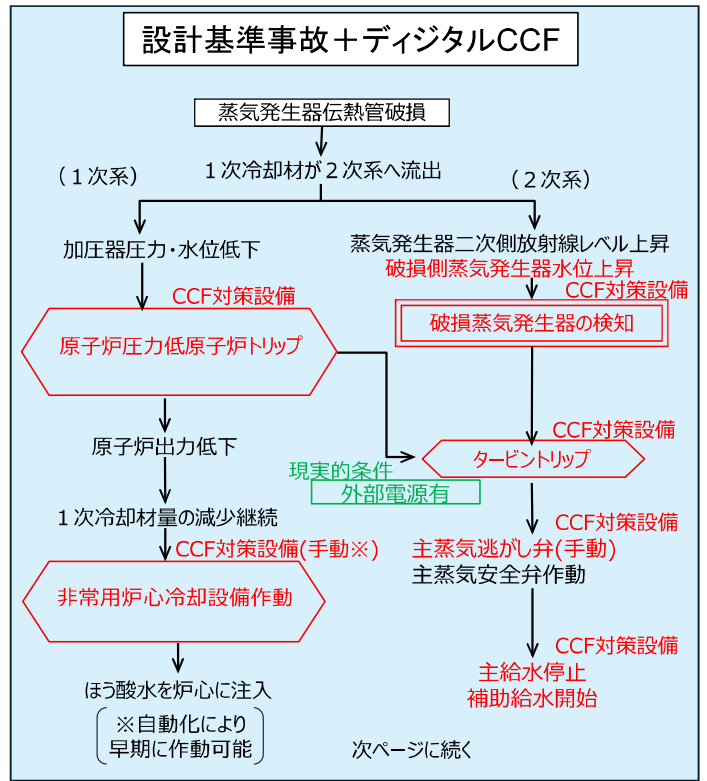 設計基準事故＋ディジタルCCF
蒸気発生器伝熱管破損
１次冷却材が２次系へ流出
（１次系）
（２次系）
加圧器圧力・水位低下
蒸気発生器二次側放射線レベル上昇
破損側蒸気発生器水位上昇
CCF対策設備
CCF対策設備
原子炉圧力低原子炉トリップ
破損蒸気発生器の検知
原子炉出力低下
CCF対策設備
タービントリップ
現実的条件
外部電源有
１次冷却材量の減少継続
CCF対策設備(手動※)
非常用炉心冷却設備作動
CCF対策設備
主蒸気逃がし弁(手動)
主蒸気安全弁作動
CCF対策設備
主給水停止
補助給水開始
ほう酸水を炉心に注入
※自動化により
早期に作動可能
次ページに続く